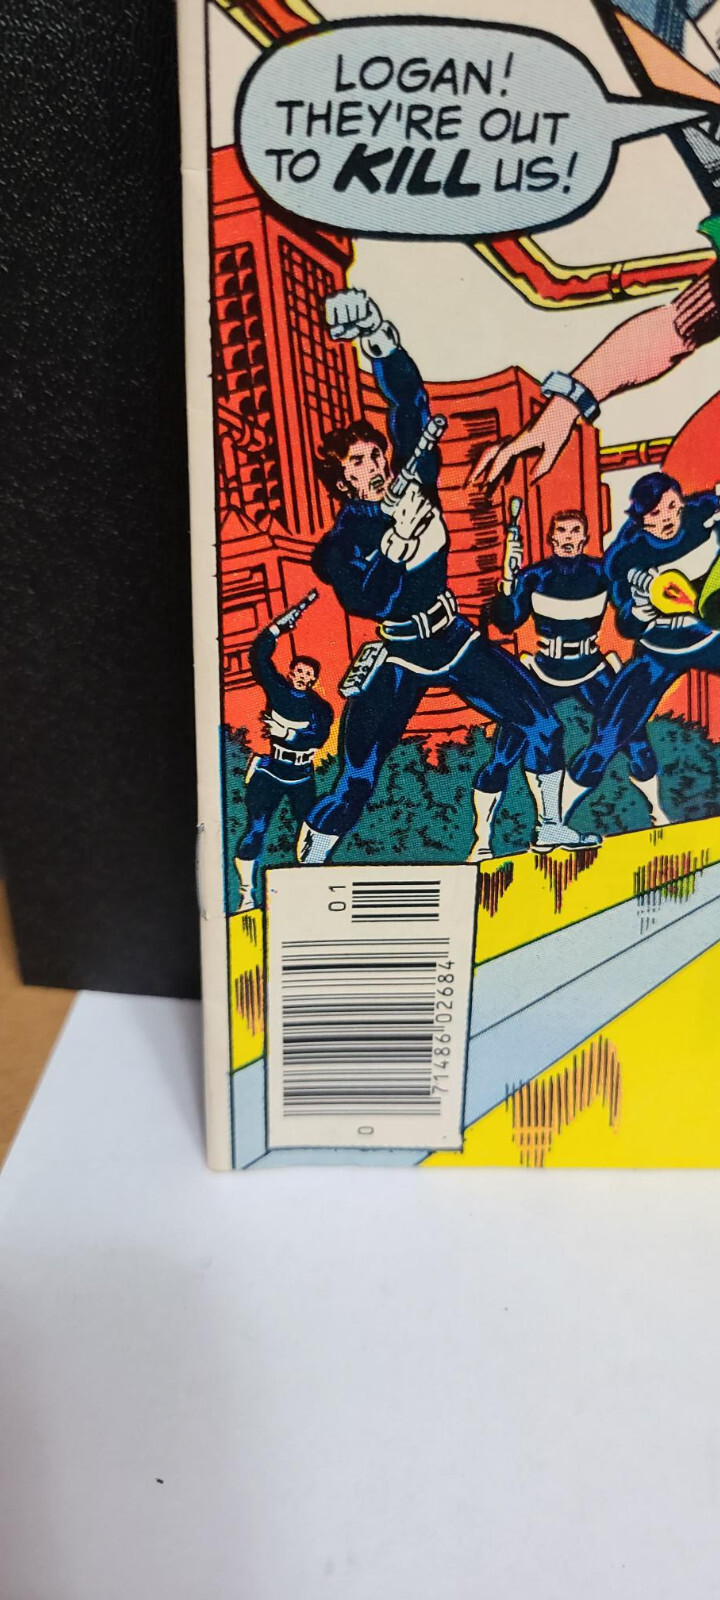 LOGAN!
THEY'RE OUT
TO KILL US!
01
71486 02684
0